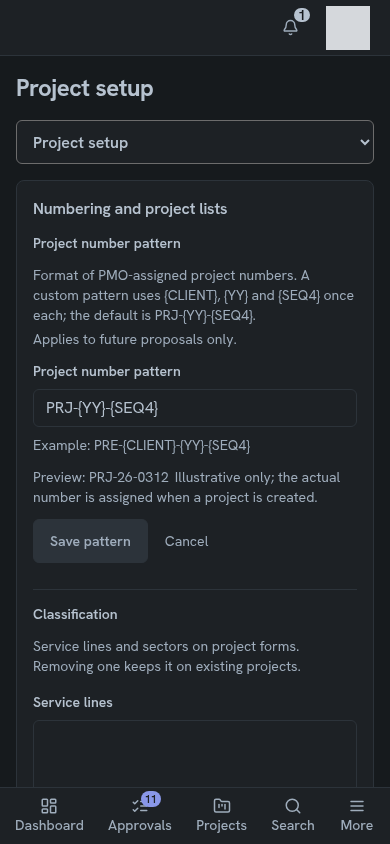 1
Project setup
Project setup
Numbering and project lists
Project number pattern
Format of PMO-assigned project numbers. A
custom pattern uses {CLIENT}, {YY} and {SEQ4} once
each; the default is PRJ-{YY}-{SEQ4}.
Applies to future proposals only.
Project number pattern
PRJ-{YY}-{SEQ4}
Example: PRE-{CLIENT}-{YY}-{SEQ4}
Preview: PRJ-26-0312 Illustrative only; the actual
number is assigned when a project is created.
Save pattern Cancel
Classification
Service lines and sectors on project forms.
Removing one keeps it on existing projects.
Service lines
11
Dashboard Approvals Projects Search More